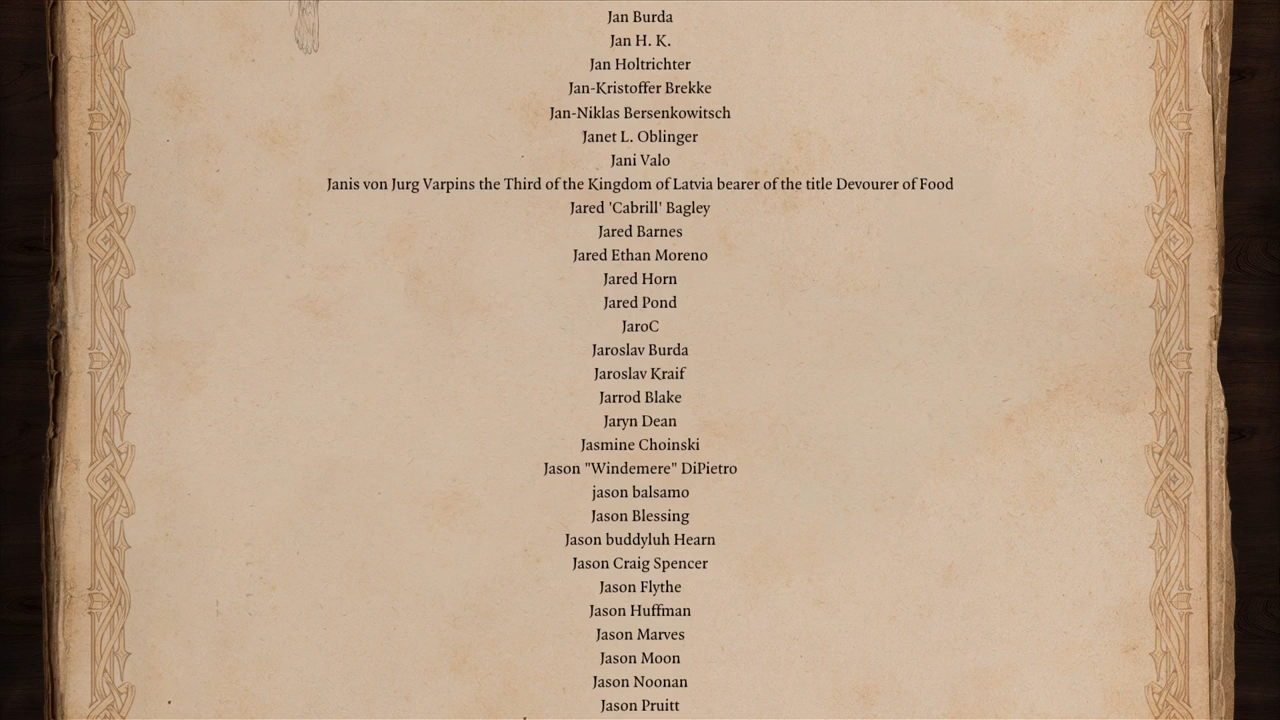 Jan Burda
Jan H. K.
Jan Holtrichter
Jan-Kristoffer Brekke
Jan-Niklas Bersenkowitsch
Janet L. Oblinger
Jani Valo
Janis von Jurg Varpins the Third of the Kingdom of Latvia bearer of the title Devourer of Food
Jared 'Cabrill' Bagley
Jared Barnes
Jared Ethan Moreno
Jared Horn
Jared Pond
JaroC
Jaroslav Burda
Jaroslav Kraif
Jarrod Blake
Jaryn Dean
Jasmine Choinski
Jason "Windemere" DiPietro
jason balsamo
Jason Blessing
Jason buddyluh Hearn
Jason Craig Spencer
Jason Flythe
Jason Huffman
Jason Marves
Jason Moon
Jason Noonan
Jason Pruitt